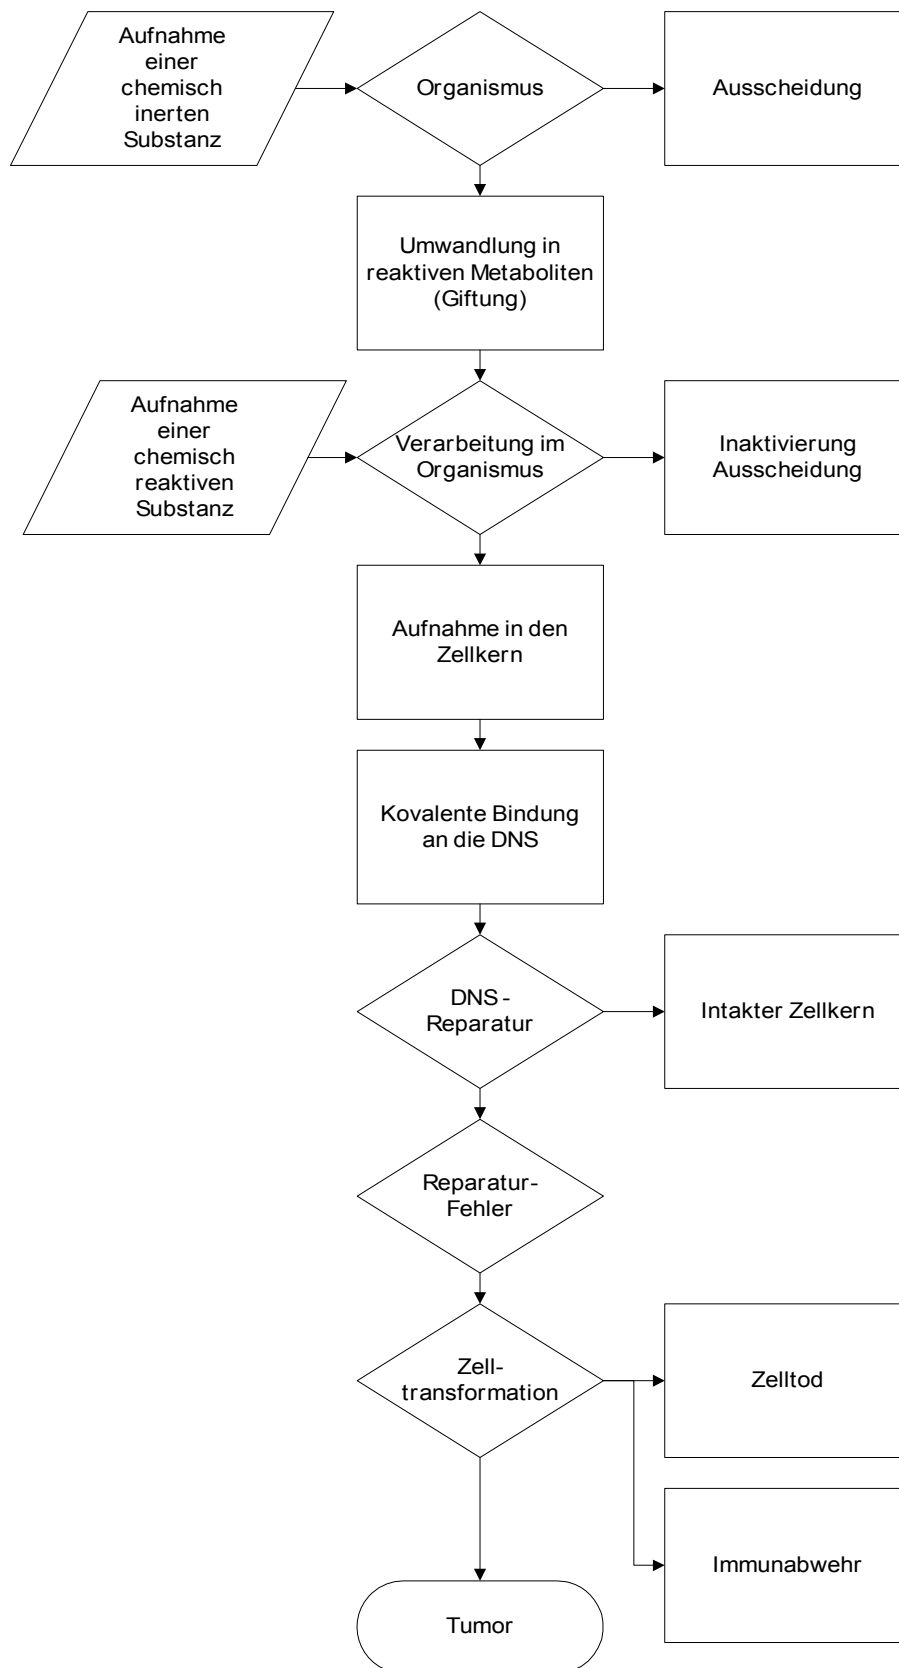 Aufnahme
einer
chemisch
inerten
Substanz
Organismus
Ausscheidung
Umwandlung in
reaktiven Metaboliten
(Giftung)
Aufnahme
einer
chemisch
reaktiven
Substanz
Verarbeitung im
Organismus
Inaktivierung
Ausscheidung
Aufnahme in den
Zellkern
Kovalente Bindung
an die DNS
DNS -
Reparatur
Intakter Zellkern
Reparatur-
Fehler
Zell-
transformation
Zelltod
Immunabwehr
Tumor